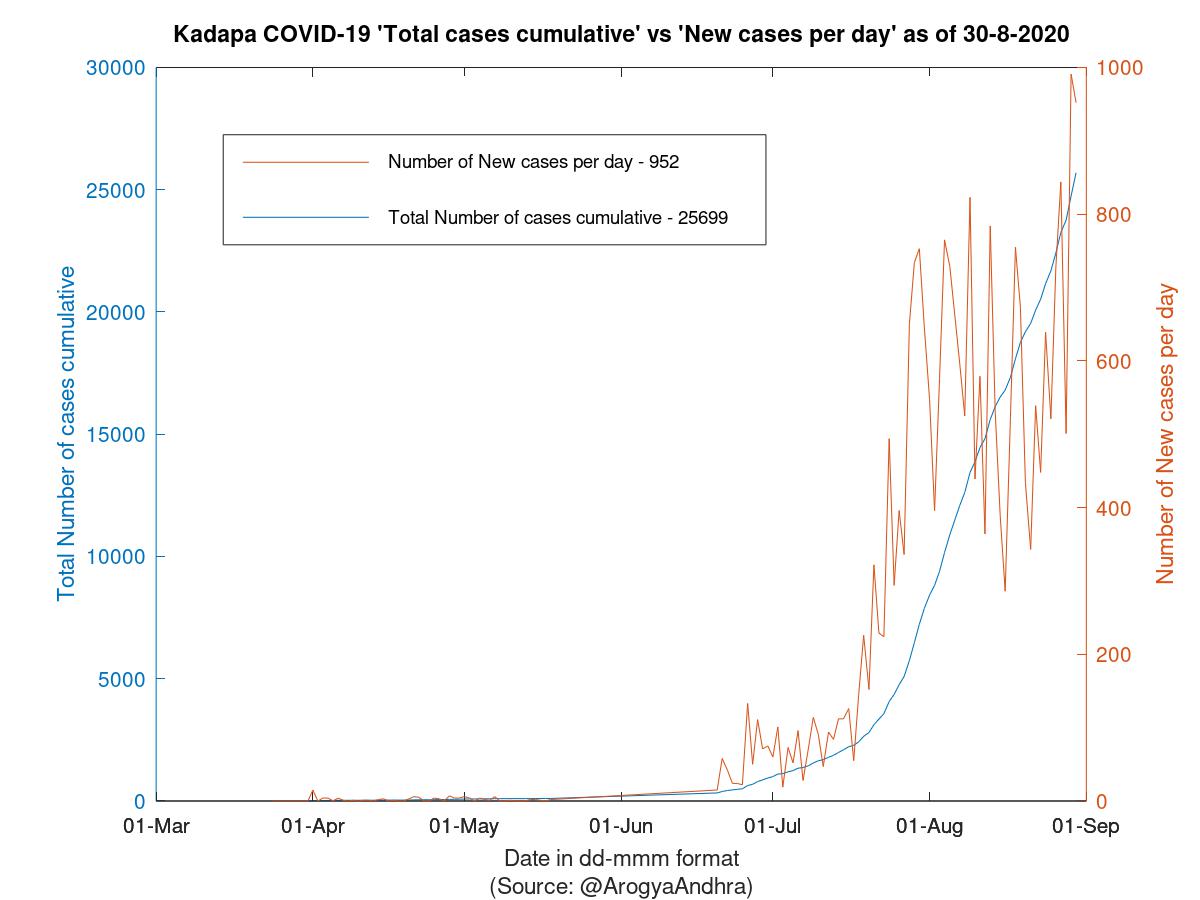 Kadapa COVID-19 'Total cases cumulative' vs 'New cases per day' as of 30-8-2020
30000
25000
20000
15000
10000
5000
0
Total Number of cases cumulative
Number of New cases per day - 952
Total Number of cases cumulative - 25699
1000
800
600
400
200
0
Number of New cases per day
01-Mar 01-Apr 01-May 01-Jun 01-Jul 01-Aug 01-Sep
Date in dd-mmm format
(Source: @ArogyaAndhra)